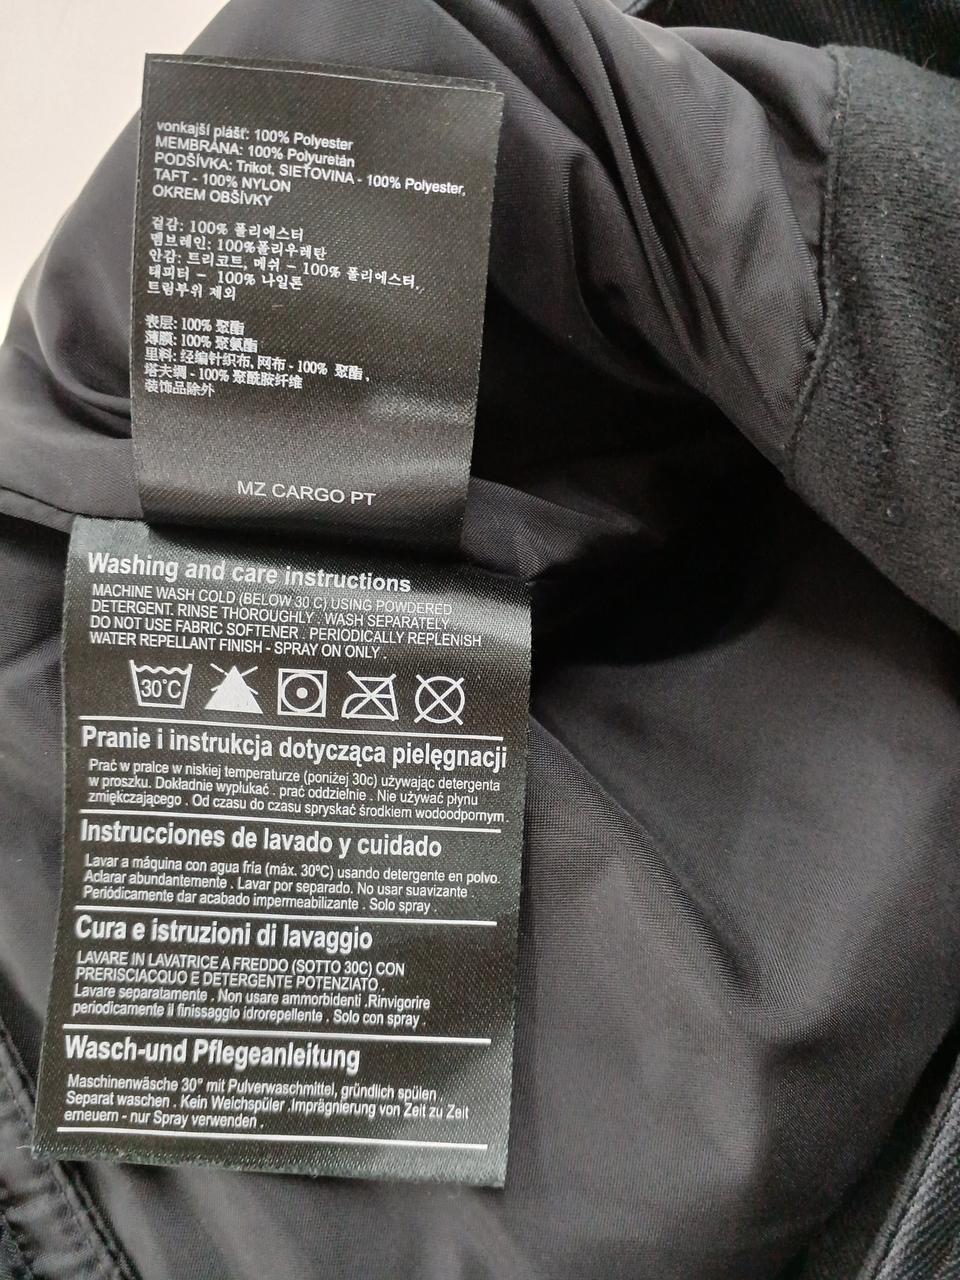 vonkajší plášť: 100% Polyester
MEMBRÁNA: 100% Polyuretán
PODŠÍVKA: Trikot, SIEŤOVINA - 100% Polyester,
TAFT - 100% NYLON
OKREM OBŠÍVKY
겉감: 100% 폴리에스터
멤브레인: 100%폴리우레탄
안감: 트리코트, 메쉬 - 100% 폴리에스터,
태피터 - 100% 나일론
트림부위 제외
表层: 100% 聚酯
薄膜: 100% 聚氨酯
里料: 经编针织布, 网布 - 100% 聚酯,
塔夫绸 - 100% 聚酰胺纤维
装饰品除外
MZ CARGO PT
Washing and care instructions
MACHINE WASH COLD (BELOW 30 C) USING POWDERED
DETERGENT. RINSE THOROUGHLY . WASH SEPARATELY .
DO NOT USE FABRIC SOFTENER . PERIODICALLY REPLENISH
WATER REPELLANT FINISH - SPRAY ON ONLY .
30°C
Pranie i instrukcja dotycząca pielęgnacji
Prać w pralce w niskiej temperaturze (poniżej 30c) używając detergenta
w proszku. Dokładnie wypłukać . prać oddzielnie . Nie używać płynu
zmiękczającego . Od czasu do czasu spryskać środkiem wodoodpornym .
Instrucciones de lavado y cuidado
Lavar a máquina con agua fría (máx. 30ºC) usando detergente en polvo.
Aclarar abundantemente . Lavar por separado. No usar suavizante .
Periódicamente dar acabado impermeabilizante . Solo spray .
Cura e istruzioni di lavaggio
LAVARE IN LAVATRICE A FREDDO (SOTTO 30C) CON
PRERISCIACQUO E DETERGENTE POTENZIATO .
Lavare separatamente . Non usare ammorbidenti .Rinvigorire
periodicamente il finissaggio idrorepellente . Solo con spray .
Wasch-und Pflegeanleitung
Maschinenwäsche 30° mit Pulverwaschmittel, gründlich spülen
Separat waschen . Kein Weichspüler .Imprägnierung von Zeit zu Zeit
erneuern - nur Spray verwenden .